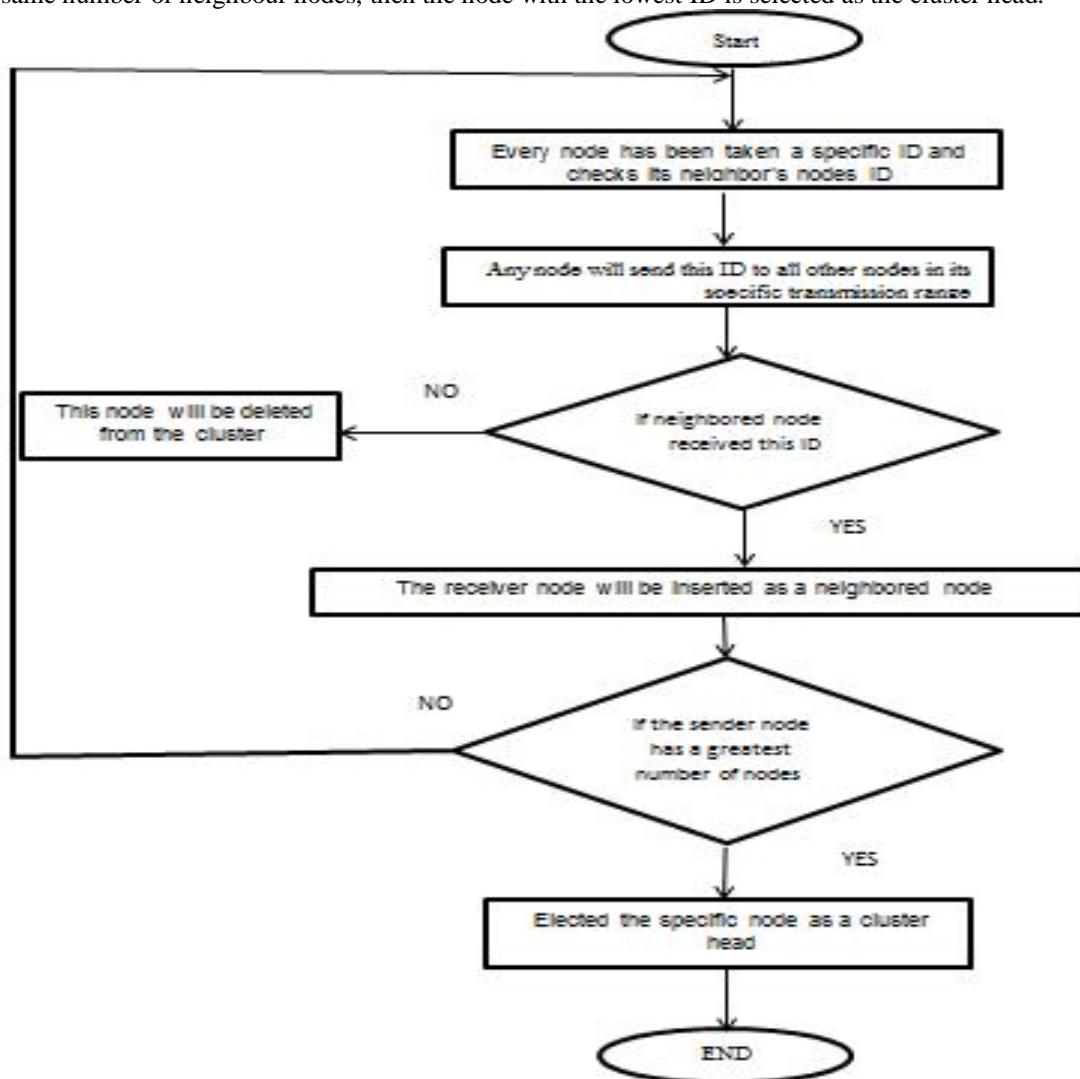 same number of neighbour nodes, then the node with the lowest ID is selected as the cluster head.
Start
Every node has been taken a specific ID and
checks its neighbor's nodes ID
Any node will send this ID to all other nodes in its
specific transmission range
If neighbored node
received this ID
NO
This node will be deleted
from the cluster
YES
The receiver node will be inserted as a neighbored node
If the sender node
has a greatest
number of nodes
NO
YES
Elected the specific node as a cluster
head
END